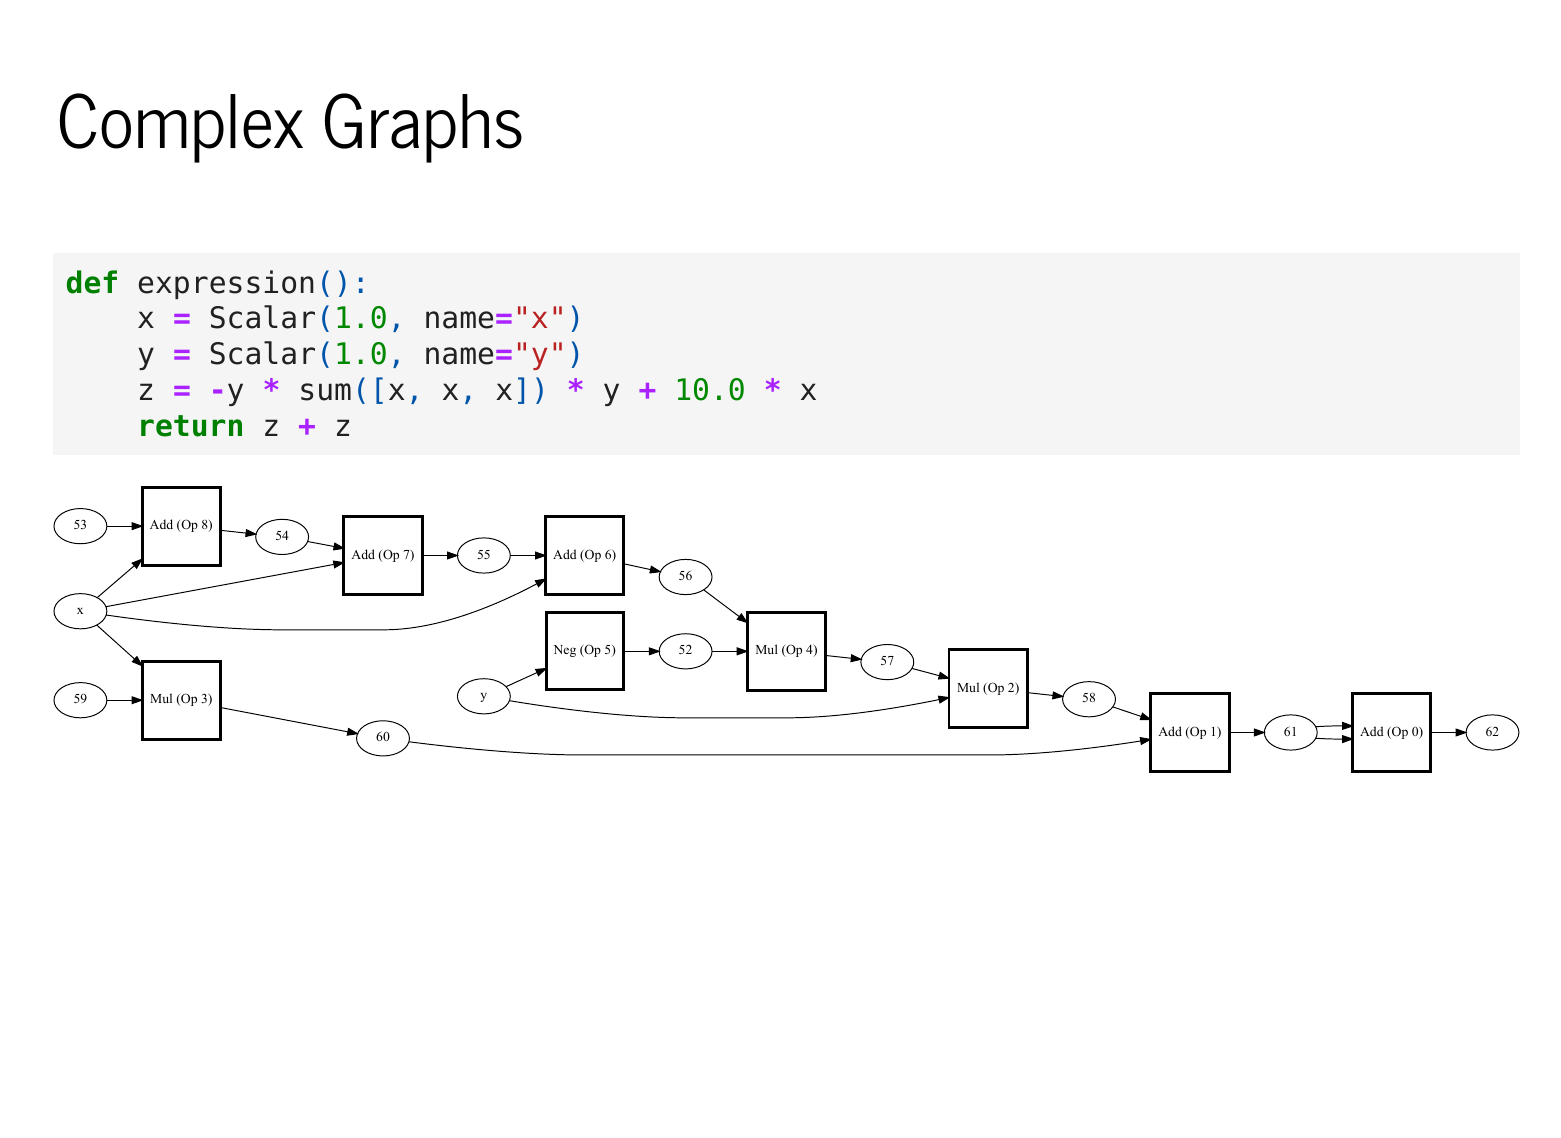 Complex Graphs
def expression():
    x = Scalar(1.0, name="x")
    y = Scalar(1.0, name="y")
    z = -y * sum([x, x, x]) * y + 10.0 * x
    return z + z
53
Add (Op 8)
54
Add (Op 7)
55
Add (Op 6)
56
x
Neg (Op 5)
52
Mul (Op 4)
57
Mul (Op 2)
58
59
Mul (Op 3)
y
60
Add (Op 1)
61
Add (Op 0)
62